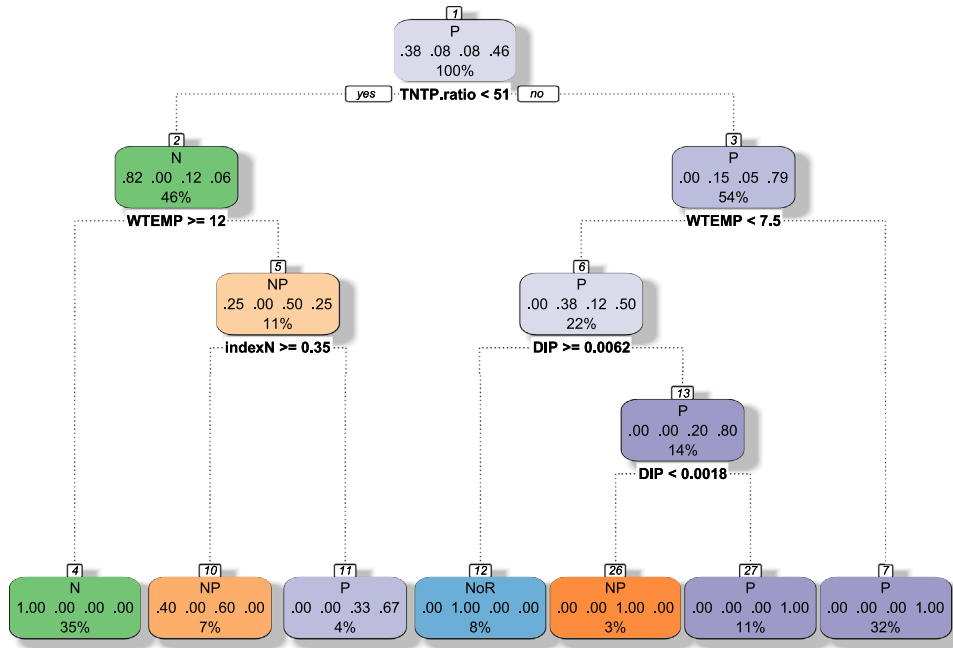 1
P
.38 .08 .08 .46
100%
yes TNTP.ratio < 51 no
2
N
.82 .00 .12 .06
46%
WTEMP >= 12
3
P
.00 .15 .05 .79
54%
WTEMP < 7.5
5
NP
.25 .00 .50 .25
11%
indexN >= 0.35
6
P
.00 .38 .12 .50
22%
DIP >= 0.0062
13
P
.00 .00 .20 .80
14%
DIP < 0.0018
4
N
1.00 .00 .00 .00
35%
10
NP
.40 .00 .60 .00
7%
11
P
.00 .00 .33 .67
4%
12
NoR
.00 1.00 .00 .00
8%
26
NP
.00 .00 1.00 .00
3%
27
P
.00 .00 .00 1.00
11%
7
P
.00 .00 .00 1.00
32%